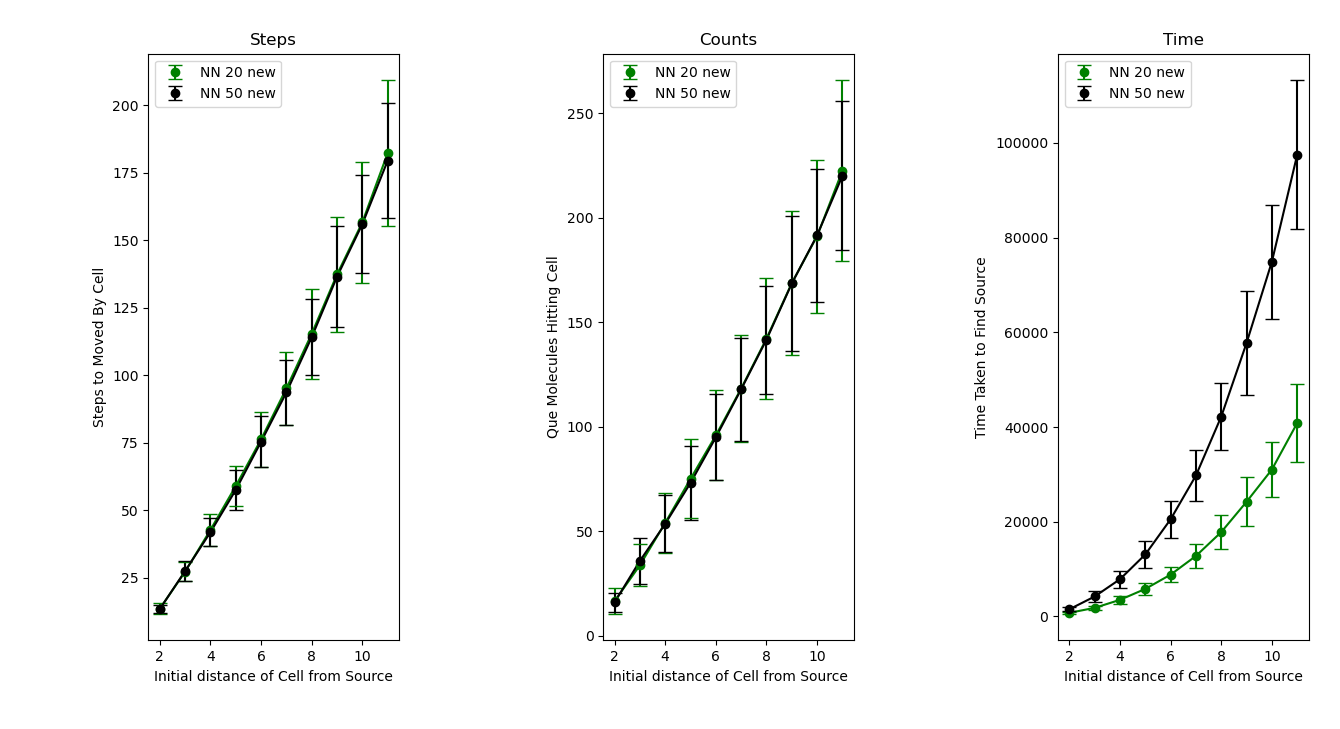 Steps
NN 20 new
NN 50 new
200
175
150
125
100
75
50
25
Steps to Moved By Cell
2 4 6 8 10
Initial distance of Cell from Source
Counts
NN 20 new
NN 50 new
250
200
150
100
50
0
Que Molecules Hitting Cell
2 4 6 8 10
Initial distance of Cell from Source
Time
NN 20 new
NN 50 new
100000
80000
60000
40000
20000
0
Time Taken to Find Source
2 4 6 8 10
Initial distance of Cell from Source